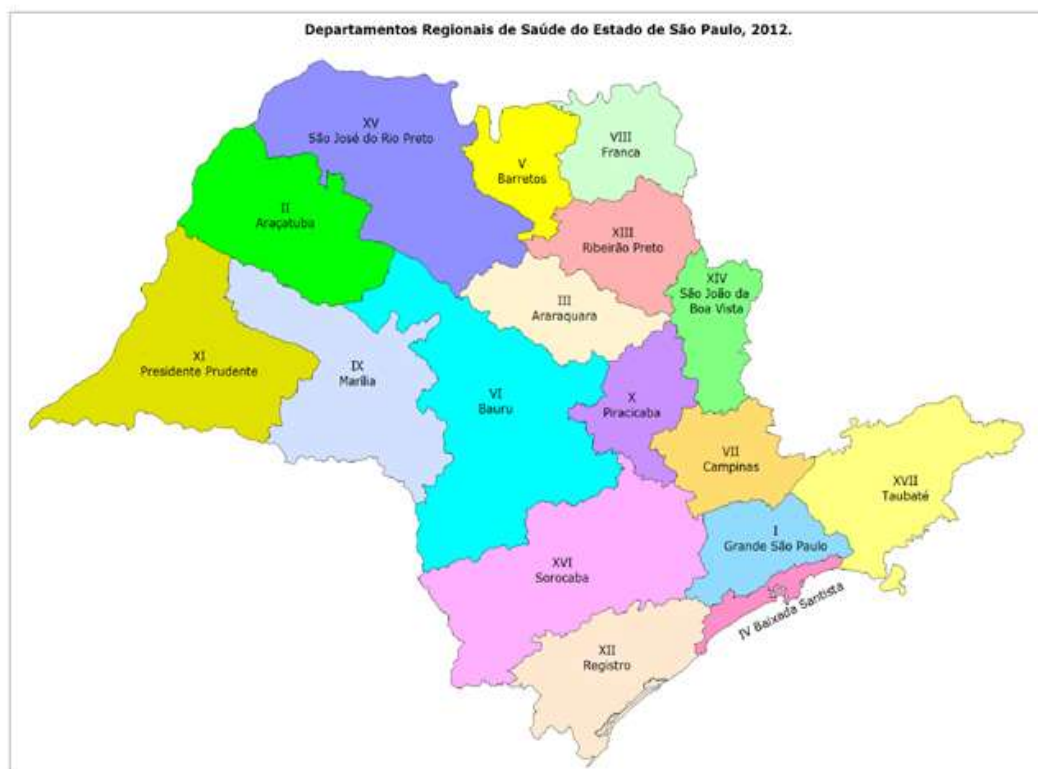 Departamentos Regionais de Saúde do Estado de São Paulo, 2012.
XV
São José do Rio Preto
V
Barretos
VIII
Franca
II
Araçatuba
XIII
Ribeirão Preto
XIV
São João da
Boa Vista
III
Araraquara
XI
Presidente Prudente
IX
Marília
VI
Bauru
X
Piracicaba
VII
Campinas
XVII
Taubaté
I
Grande São Paulo
XVI
Sorocaba
IV Baixada Santista
XII
Registro